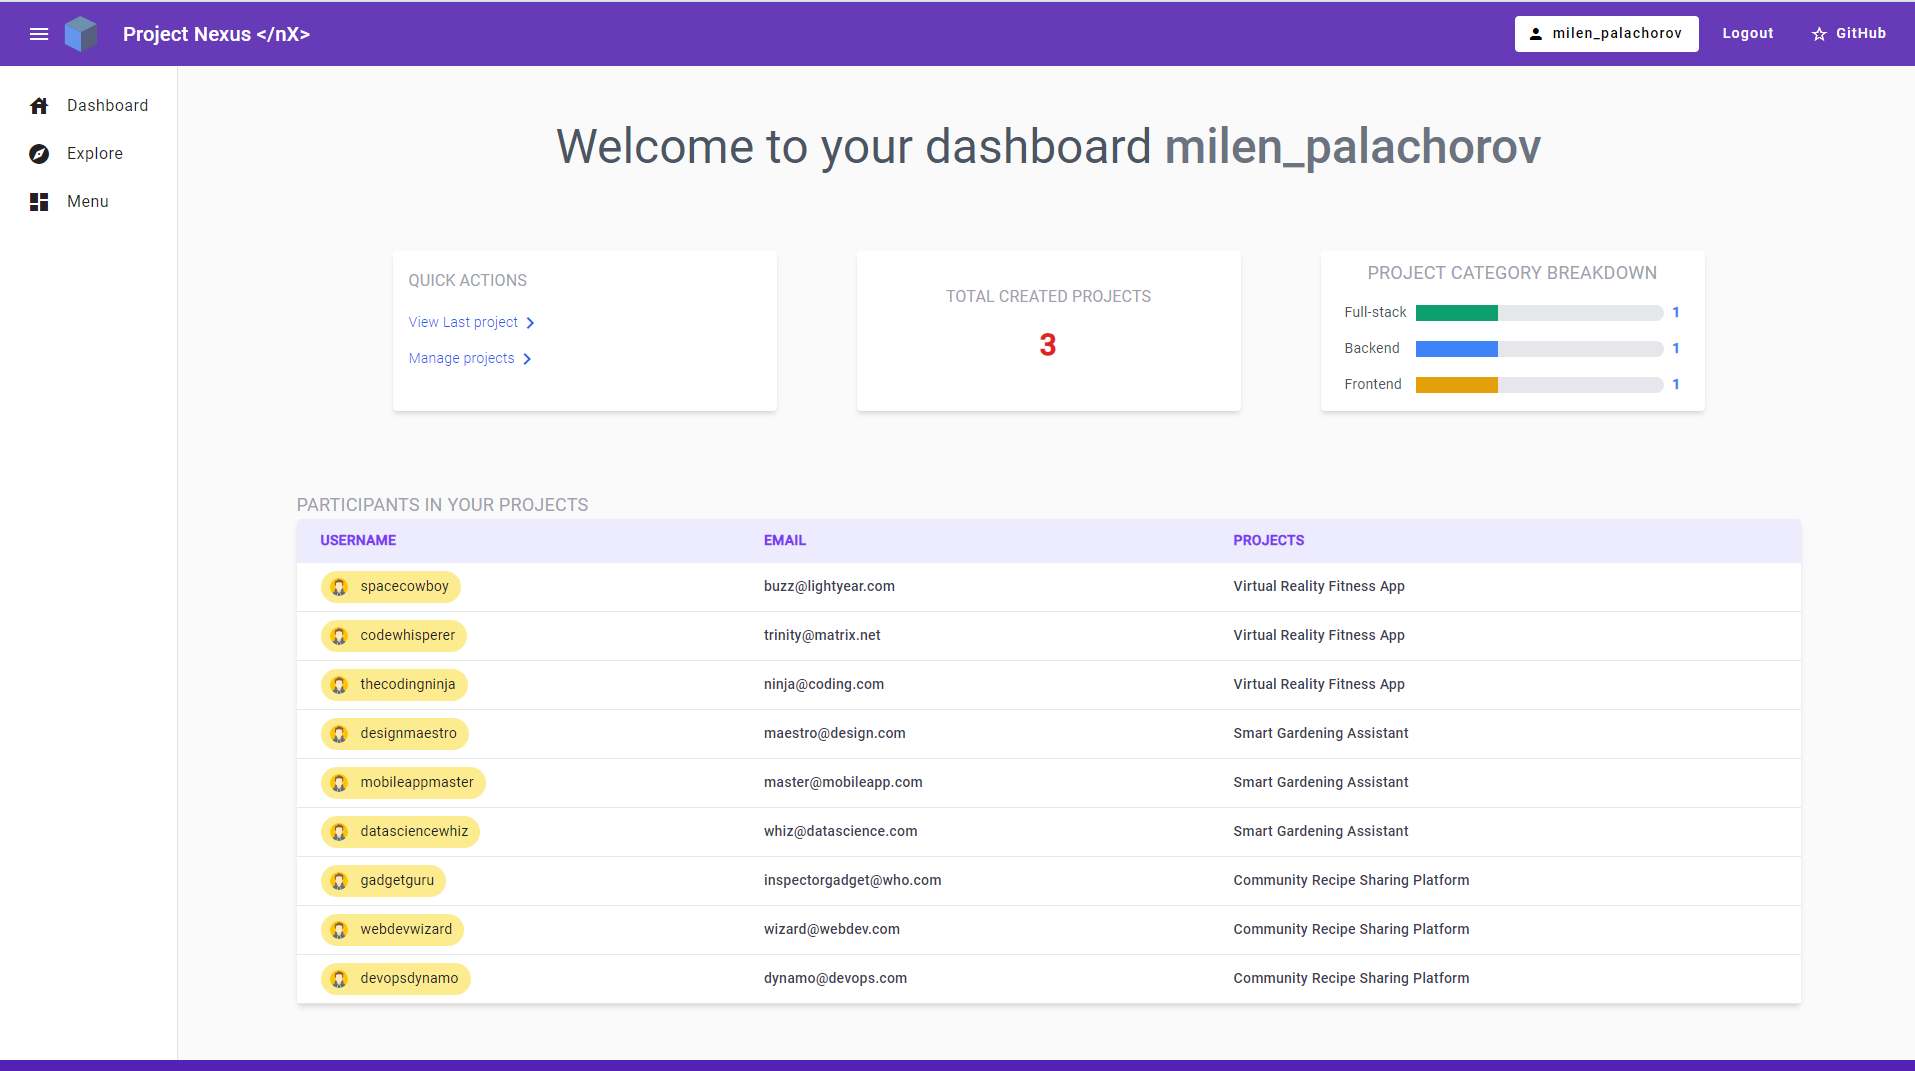 Project Nexus </nX>
milen_palachorov
Logout
GitHub
Dashboard
Explore
Menu
Welcome to your dashboard milen_palachorov
QUICK ACTIONS
View Last project
Manage projects
TOTAL CREATED PROJECTS
3
PROJECT CATEGORY BREAKDOWN
Full-stack 1
Backend 1
Frontend 1
PARTICIPANTS IN YOUR PROJECTS
USERNAME EMAIL PROJECTS
spacecowboy buzz@lightyear.com Virtual Reality Fitness App
codewhisperer trinity@matrix.net Virtual Reality Fitness App
thecodingninja ninja@coding.com Virtual Reality Fitness App
designmaestro maestro@design.com Smart Gardening Assistant
mobileappmaster master@mobileapp.com Smart Gardening Assistant
datasciencewhiz whiz@datascience.com Smart Gardening Assistant
gadgetguru inspectorgadget@who.com Community Recipe Sharing Platform
webdevwizard wizard@webdev.com Community Recipe Sharing Platform
devopsdynamo dynamo@devops.com Community Recipe Sharing Platform